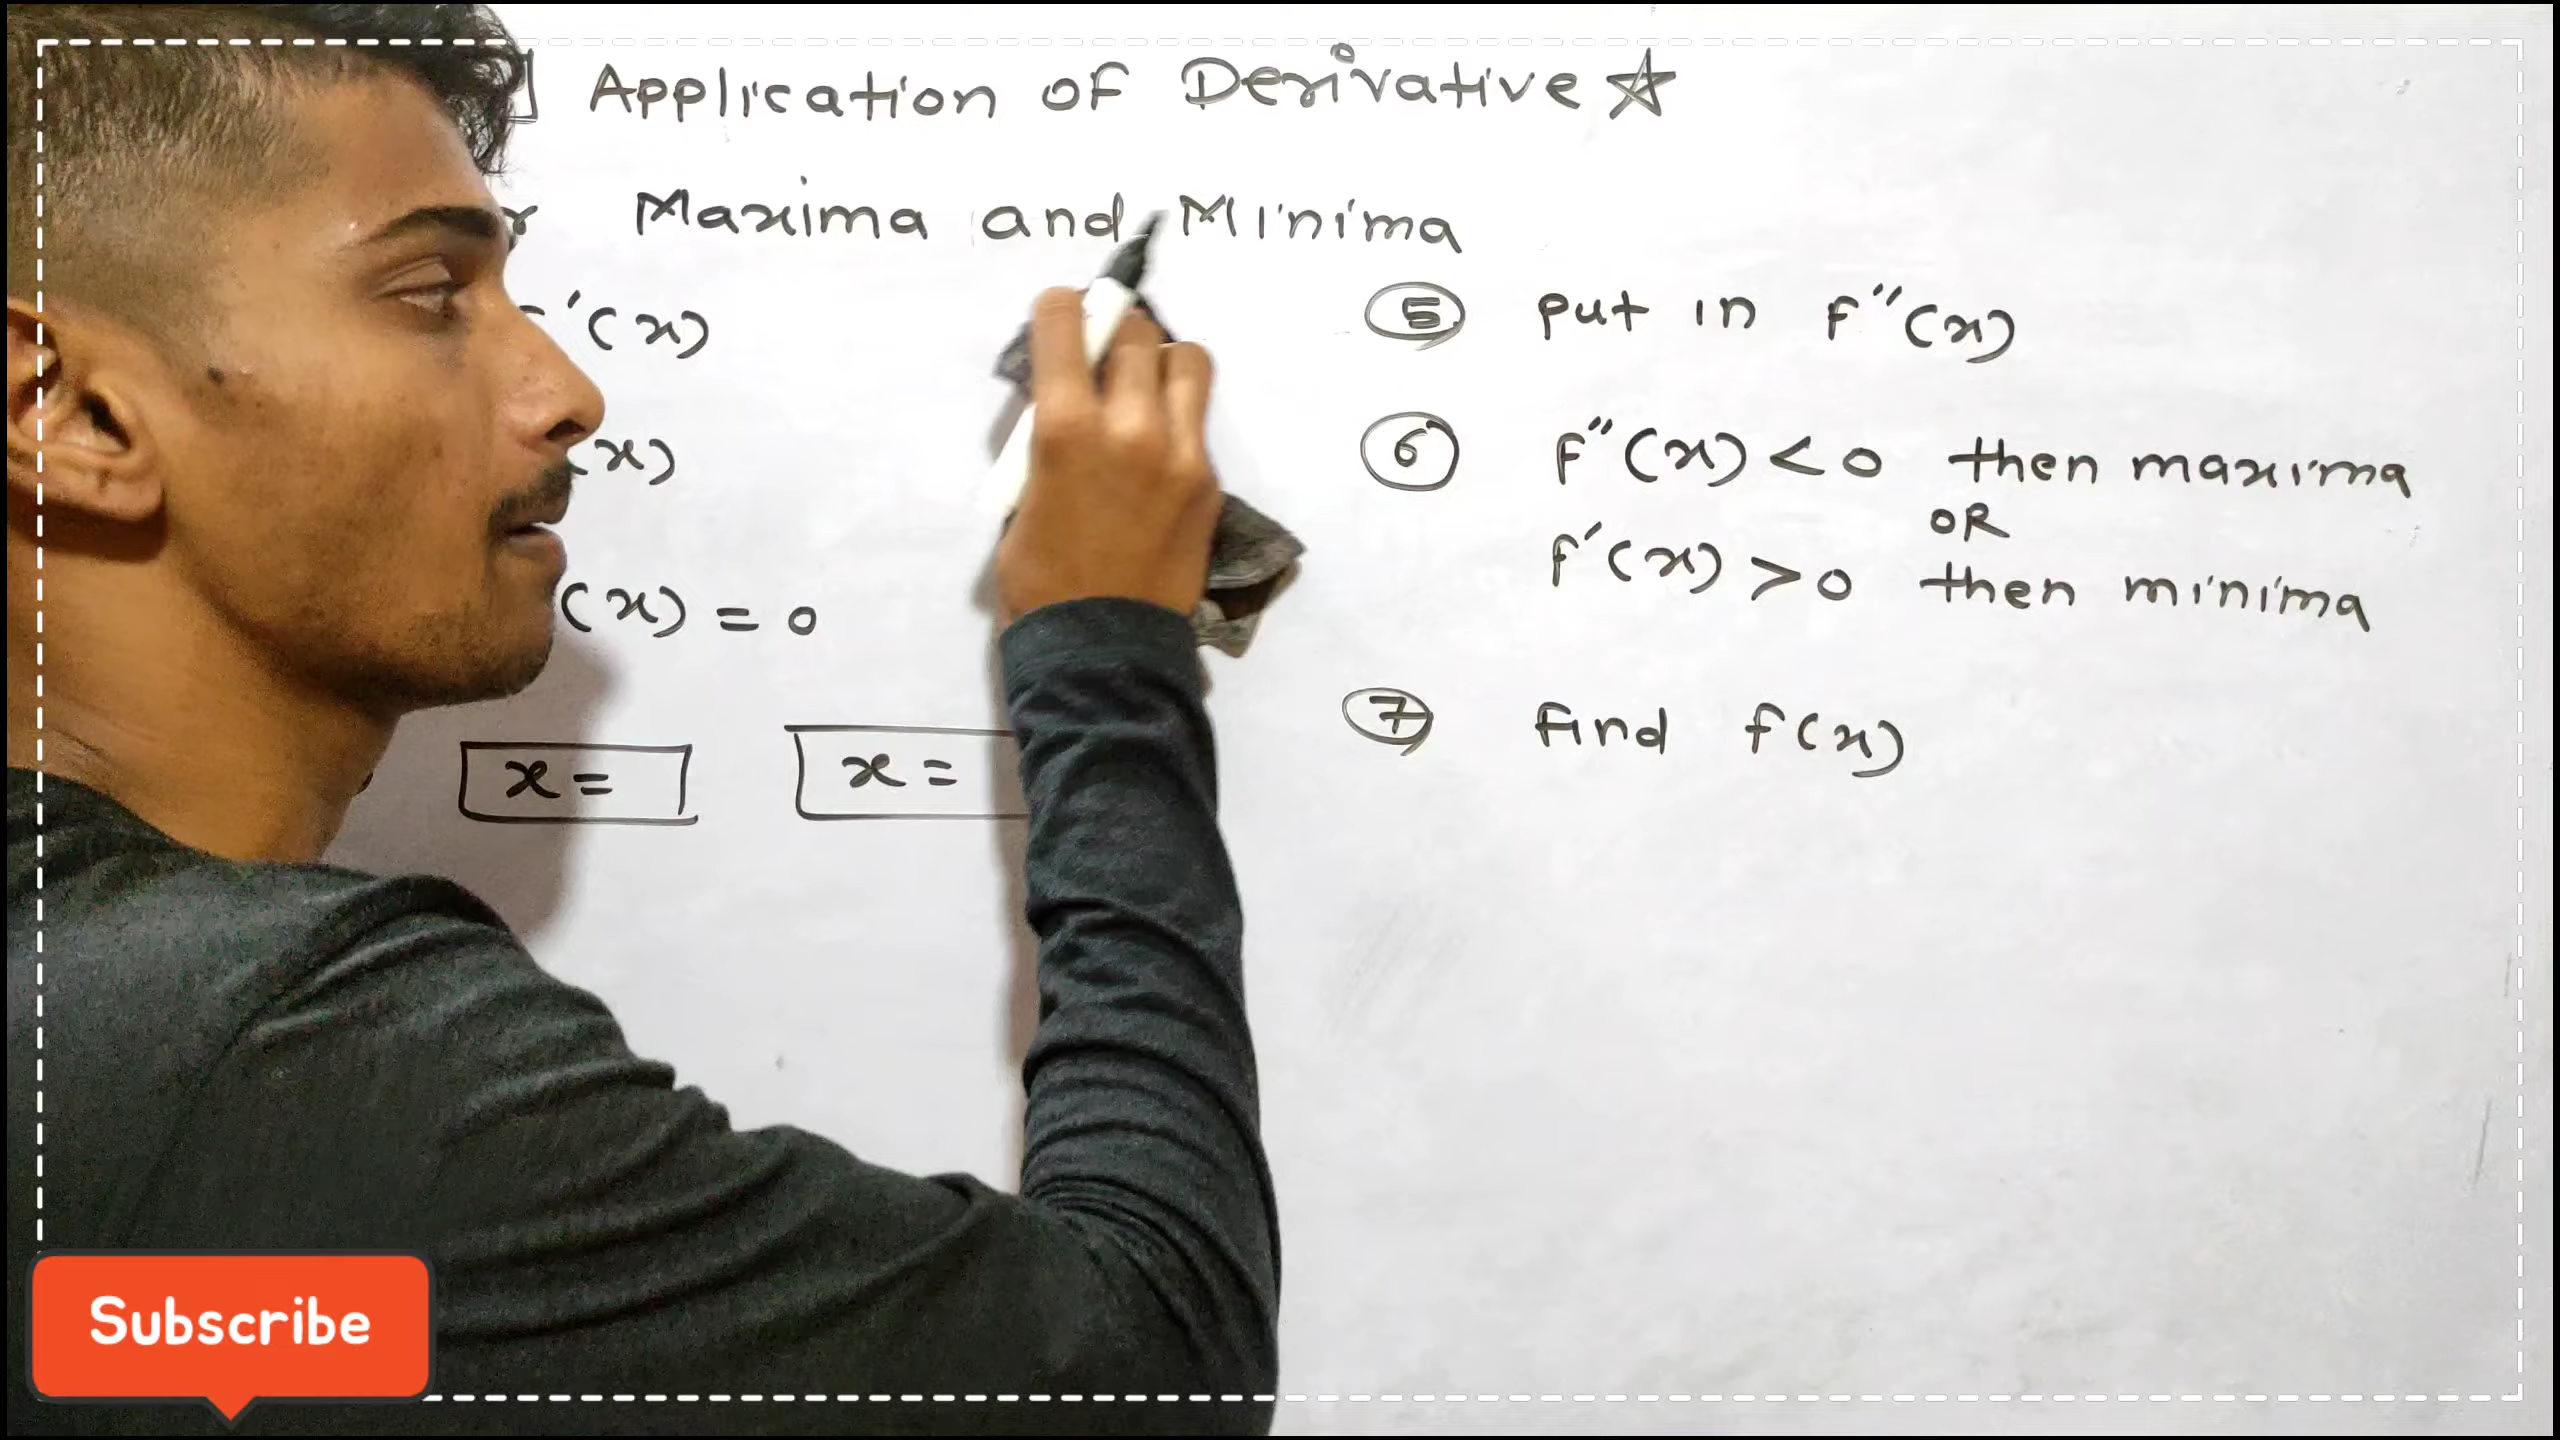 Application of Derivative ☆
Maxima and Minima
'(x)
(x)
(x) = 0
x =
x =
⑤ put in F"(x)
⑥ F"(x) < 0 then maxima
OR
F'(x) > 0 then minima
⑦ find f(x)
Subscribe